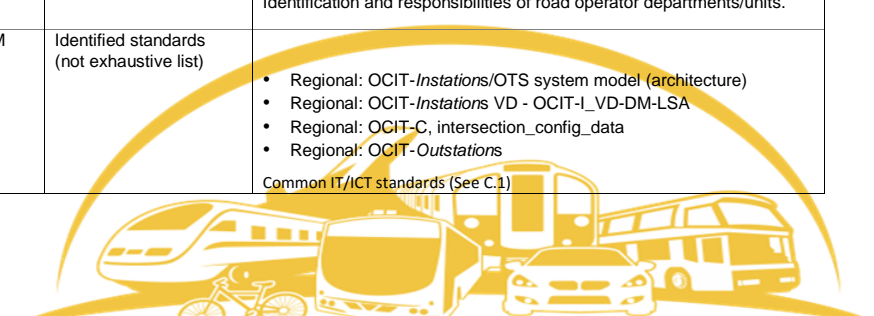 Identification and responsibilities of road operator departments/units.
M
Identified standards
(not exhaustive list)
• Regional: OCIT-Instations/OTS system model (architecture)
• Regional: OCIT-Instations VD - OCIT-I_VD-DM-LSA
• Regional: OCIT-C, intersection_config_data
• Regional: OCIT-Outstations
Common IT/ICT standards (See C.1)